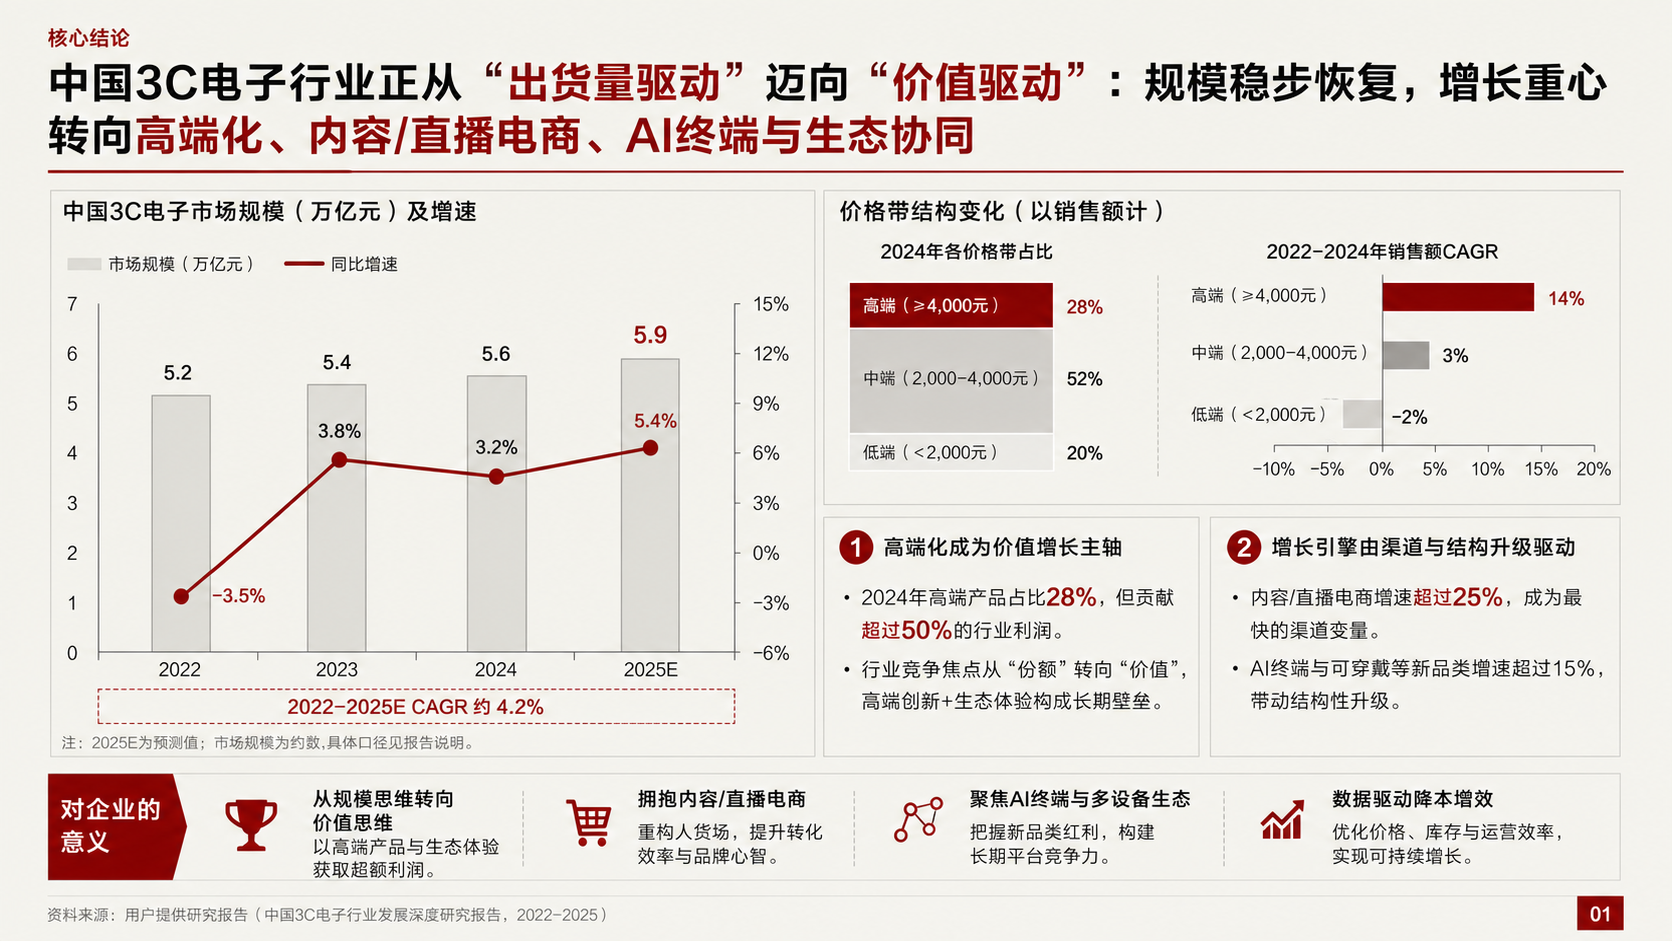 核心结论
中国3C电子行业正从“出货量驱动”迈向“价值驱动”：规模稳步恢复，增长重心
转向高端化、内容/直播电商、AI终端与生态协同
中国3C电子市场规模（万亿元）及增速
市场规模（万亿元）
同比增速
7
6
5
4
3
2
1
0
15%
12%
9%
6%
3%
0%
−3%
−6%
5.2
5.4
5.6
5.9
−3.5%
3.8%
3.2%
5.4%
2022
2023
2024
2025E
2022−2025E CAGR 约 4.2%
注：2025E为预测值；市场规模为约数,具体口径见报告说明。
价格带结构变化（以销售额计）
2024年各价格带占比
高端（≥4,000元） 28%
中端（2,000−4,000元） 52%
低端（<2,000元） 20%
2022−2024年销售额CAGR
高端（≥4,000元） 14%
中端（2,000−4,000元） 3%
低端（<2,000元） −2%
−10% −5% 0% 5% 10% 15% 20%
1 高端化成为价值增长主轴
• 2024年高端产品占比28%，但贡献
超过50%的行业利润。
• 行业竞争焦点从“份额”转向“价值”，
高端创新+生态体验构成长期壁垒。
2 增长引擎由渠道与结构升级驱动
• 内容/直播电商增速超过25%，成为最
快的渠道变量。
• AI终端与可穿戴等新品类增速超过15%，
带动结构性升级。
对企业的
意义
从规模思维转向
价值思维
以高端产品与生态体验
获取超额利润。
拥抱内容/直播电商
重构人货场，提升转化
效率与品牌心智。
聚焦AI终端与多设备生态
把握新品类红利，构建
长期平台竞争力。
数据驱动降本增效
优化价格、库存与运营效率，
实现可持续增长。
资料来源：用户提供研究报告（中国3C电子行业发展深度研究报告，2022−2025）
01